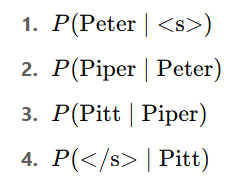 1. P(Peter | <s>)
2. P(Piper | Peter)
3. P(Pitt | Piper)
4. P(</s> | Pitt)